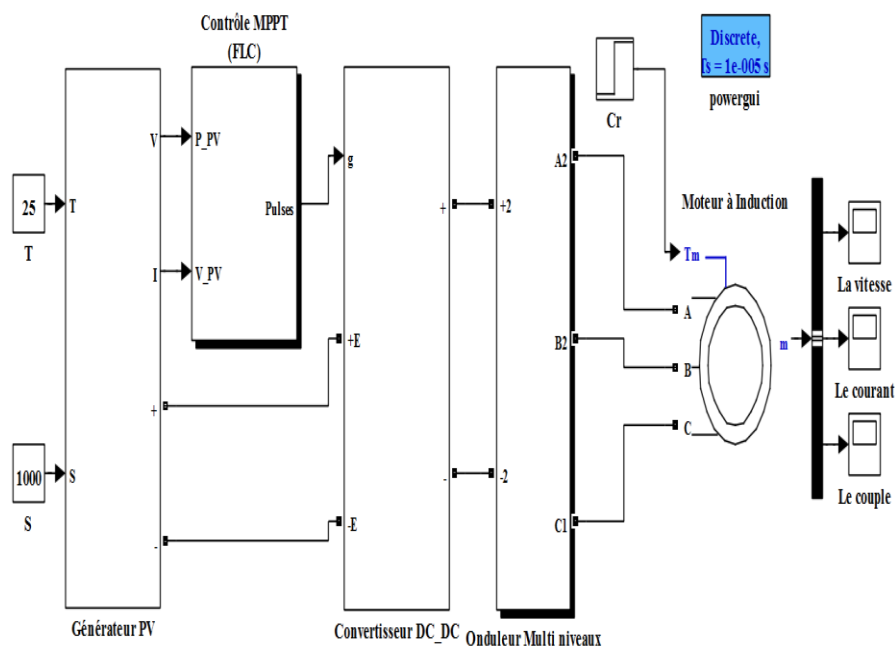 Contrôle MPPT
(FLC)
Discrete,
Ts = 1e-005 s
powergui
Cr
V
P_PV
g
A2
25
T
T
Pulses
+
+2
Moteur à Induction
Tm
La vitesse
I
V_PV
A
+E
B2
m
B
Le courant
+
C
1000
S
S
-
-2
Le couple
-
-E
C1
Générateur PV
Convertisseur DC_DC
Onduleur Multi niveaux